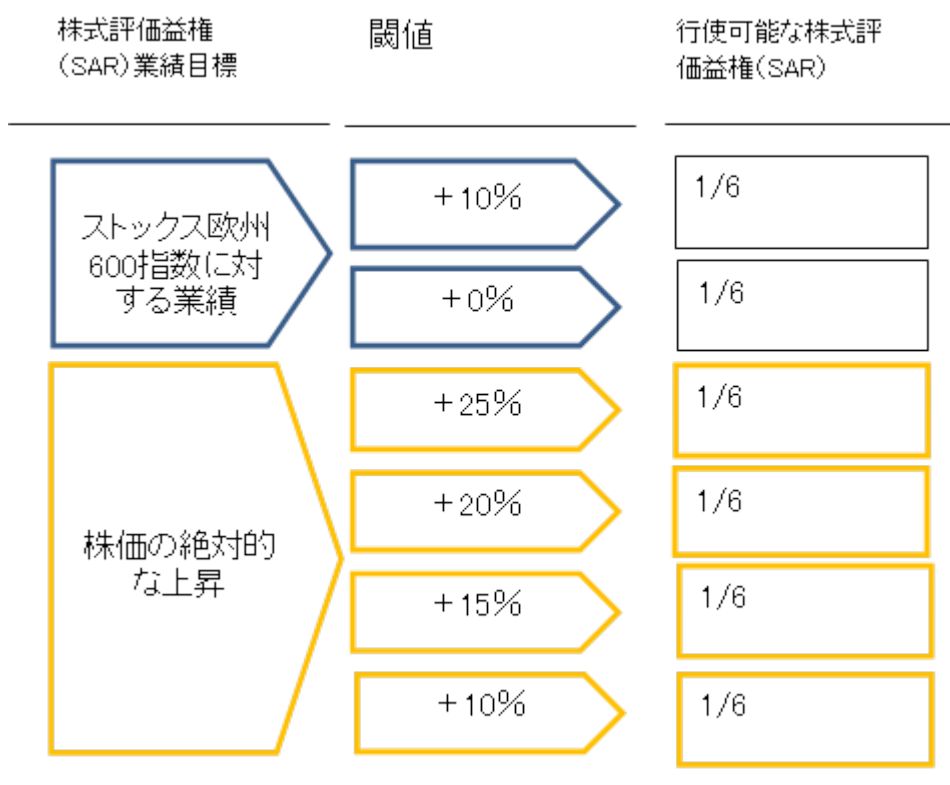 株式評価益権
（SAR）業績目標
閾値
行使可能な株式評
価益権（SAR）
ストックス欧州
600指数に対
する業績
＋10％
1/6
＋0％
1/6
株価の絶対的
な上昇
＋25％
1/6
＋20％
1/6
＋15％
1/6
＋10％
1/6